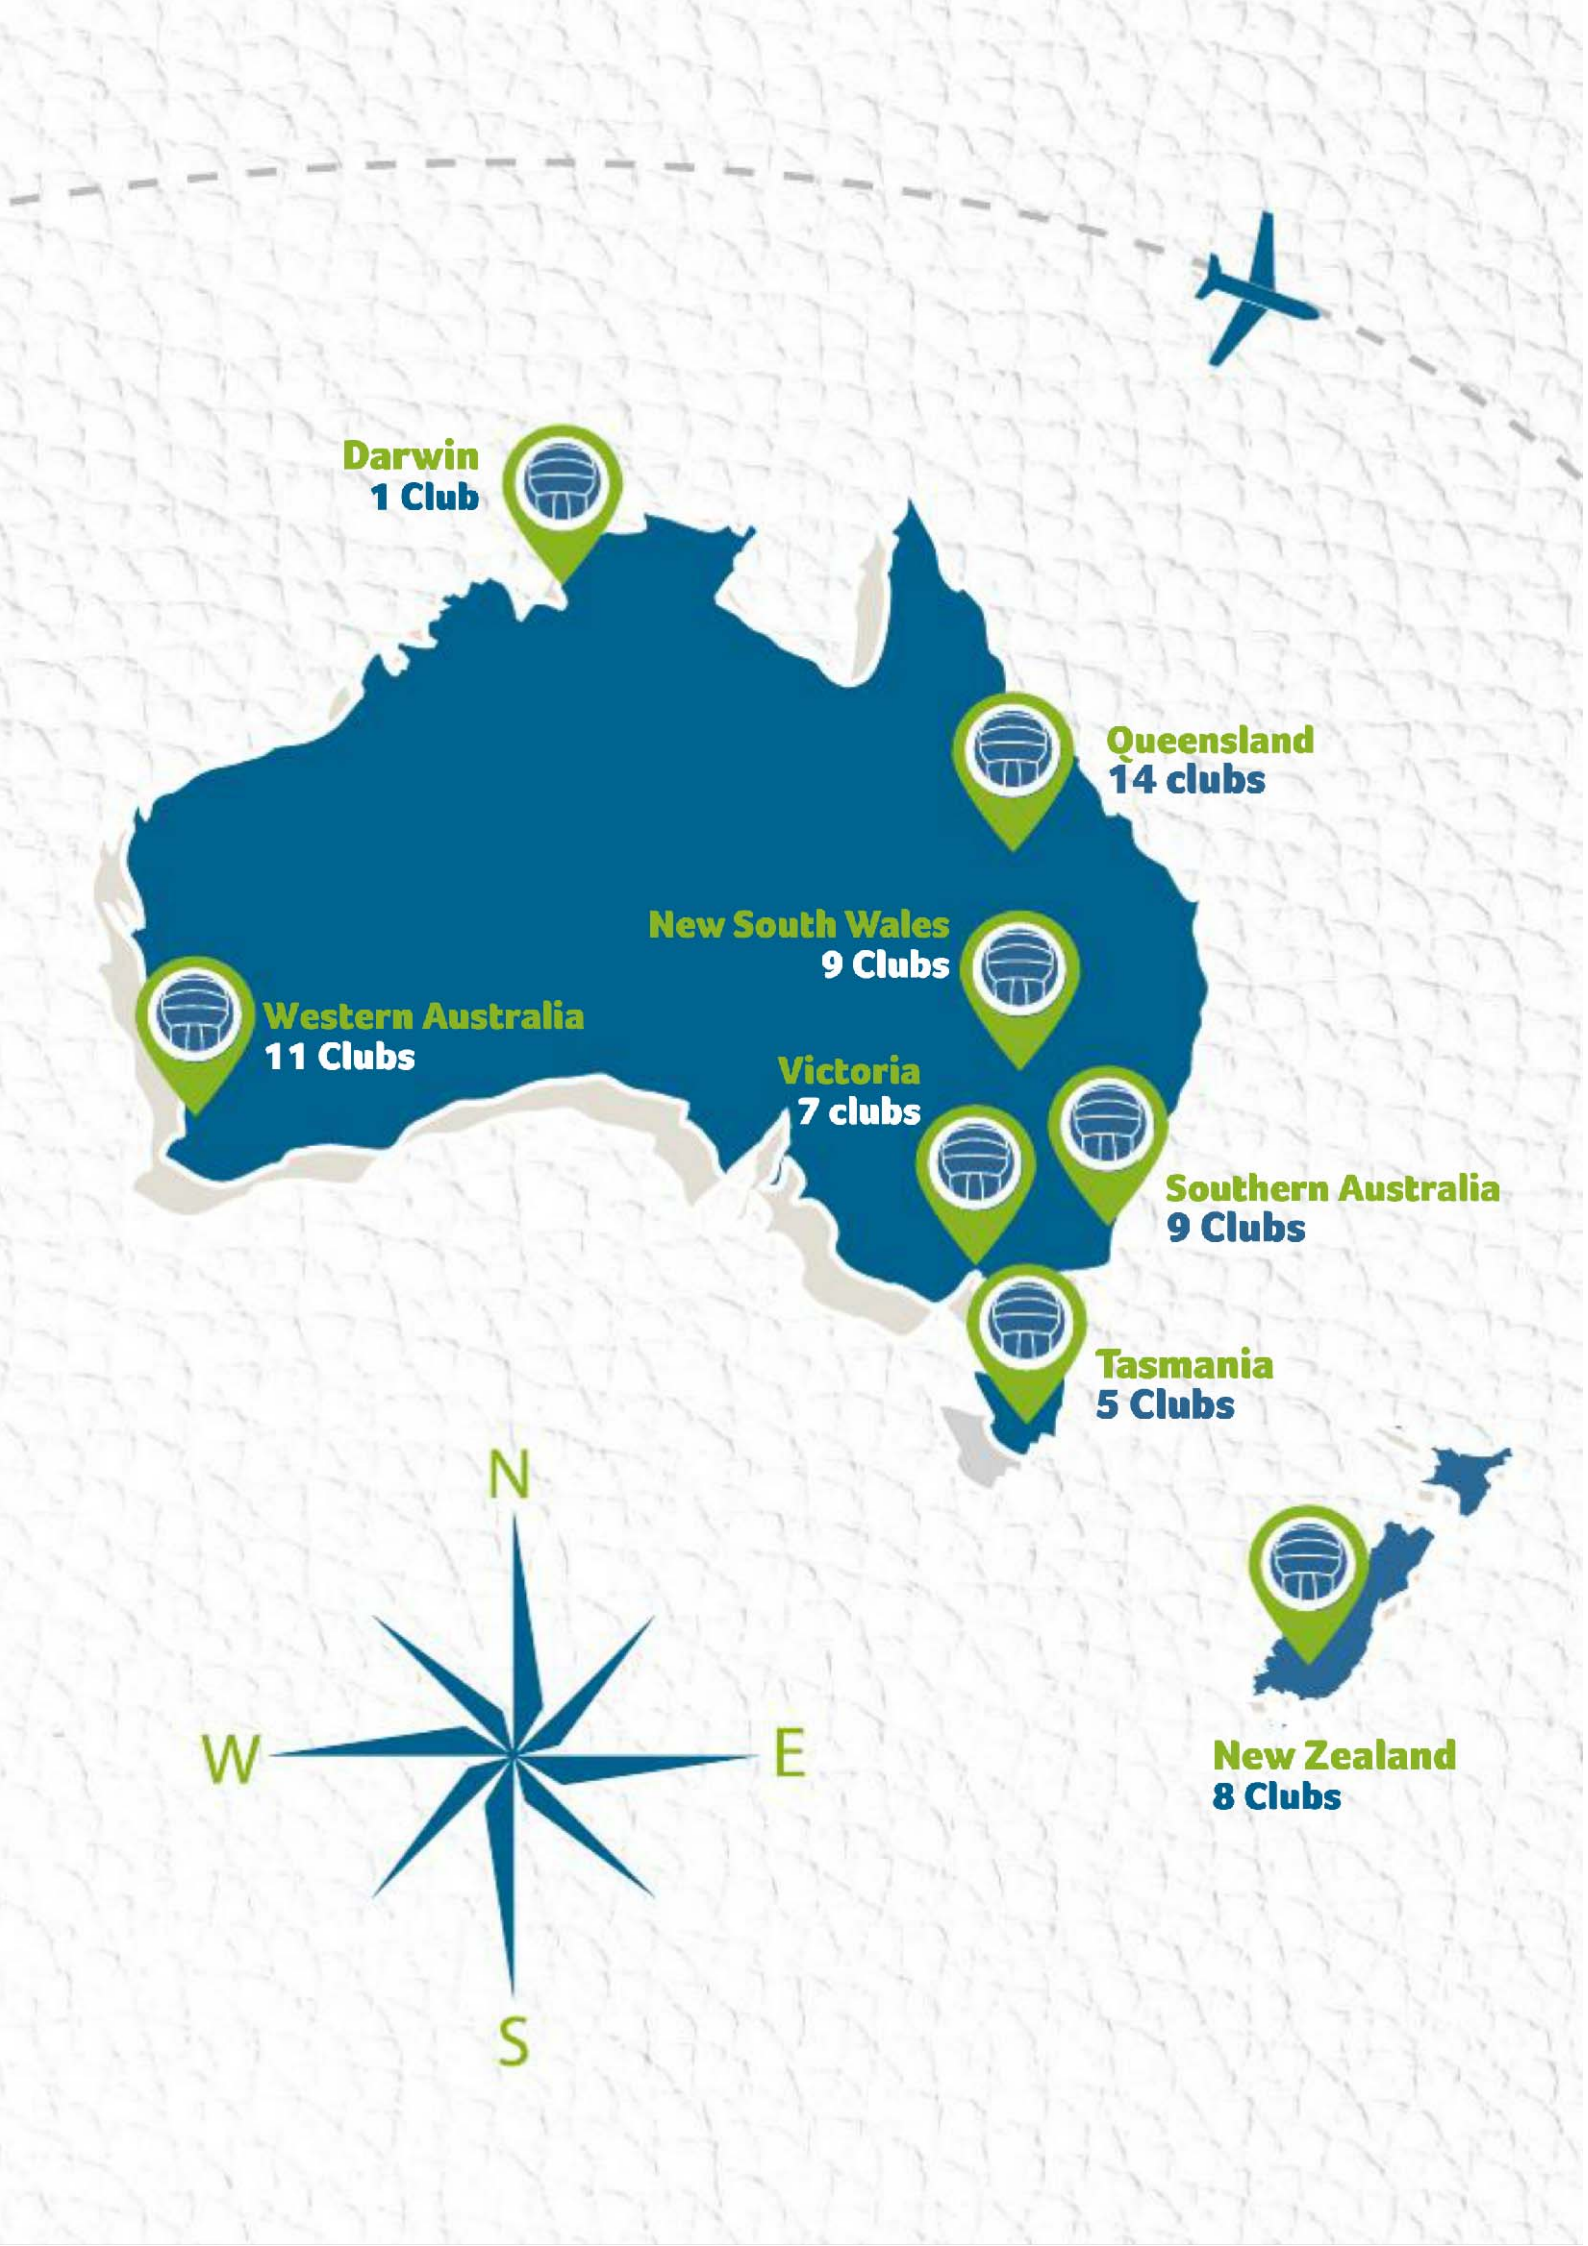 Darwin
1 Club
Queensland
14 clubs
New South Wales
9 Clubs
Western Australia
11 Clubs
Victoria
7 clubs
Southern Australia
9 Clubs
Tasmania
5 Clubs
N
W
E
S
New Zealand
8 Clubs